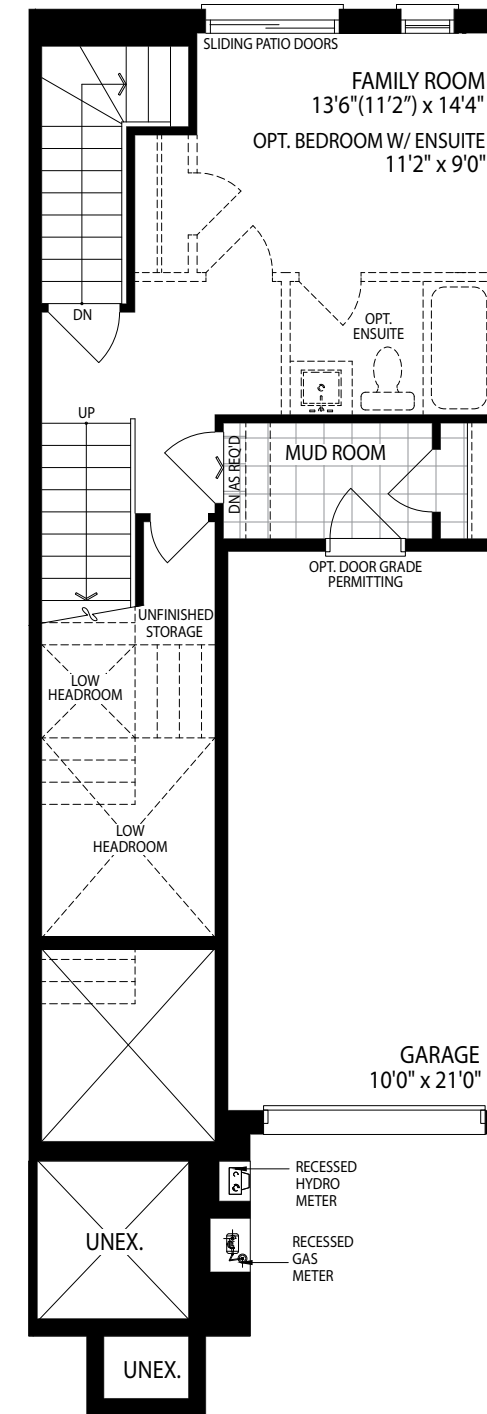 SLIDING PATIO DOORS
FAMILY ROOM
13'6"(11'2") x 14'4"
OPT. BEDROOM W/ ENSUITE
11'2" x 9'0"
DN
OPT.
ENSUITE
UP
DN AS REQ'D
MUD ROOM
OPT. DOOR GRADE
PERMITTING
UNFINISHED
STORAGE
LOW
HEADROOM
LOW
HEADROOM
GARAGE
10'0" x 21'0"
RECESSED
HYDRO
METER
UNEX.
RECESSED
GAS
METER
UNEX.